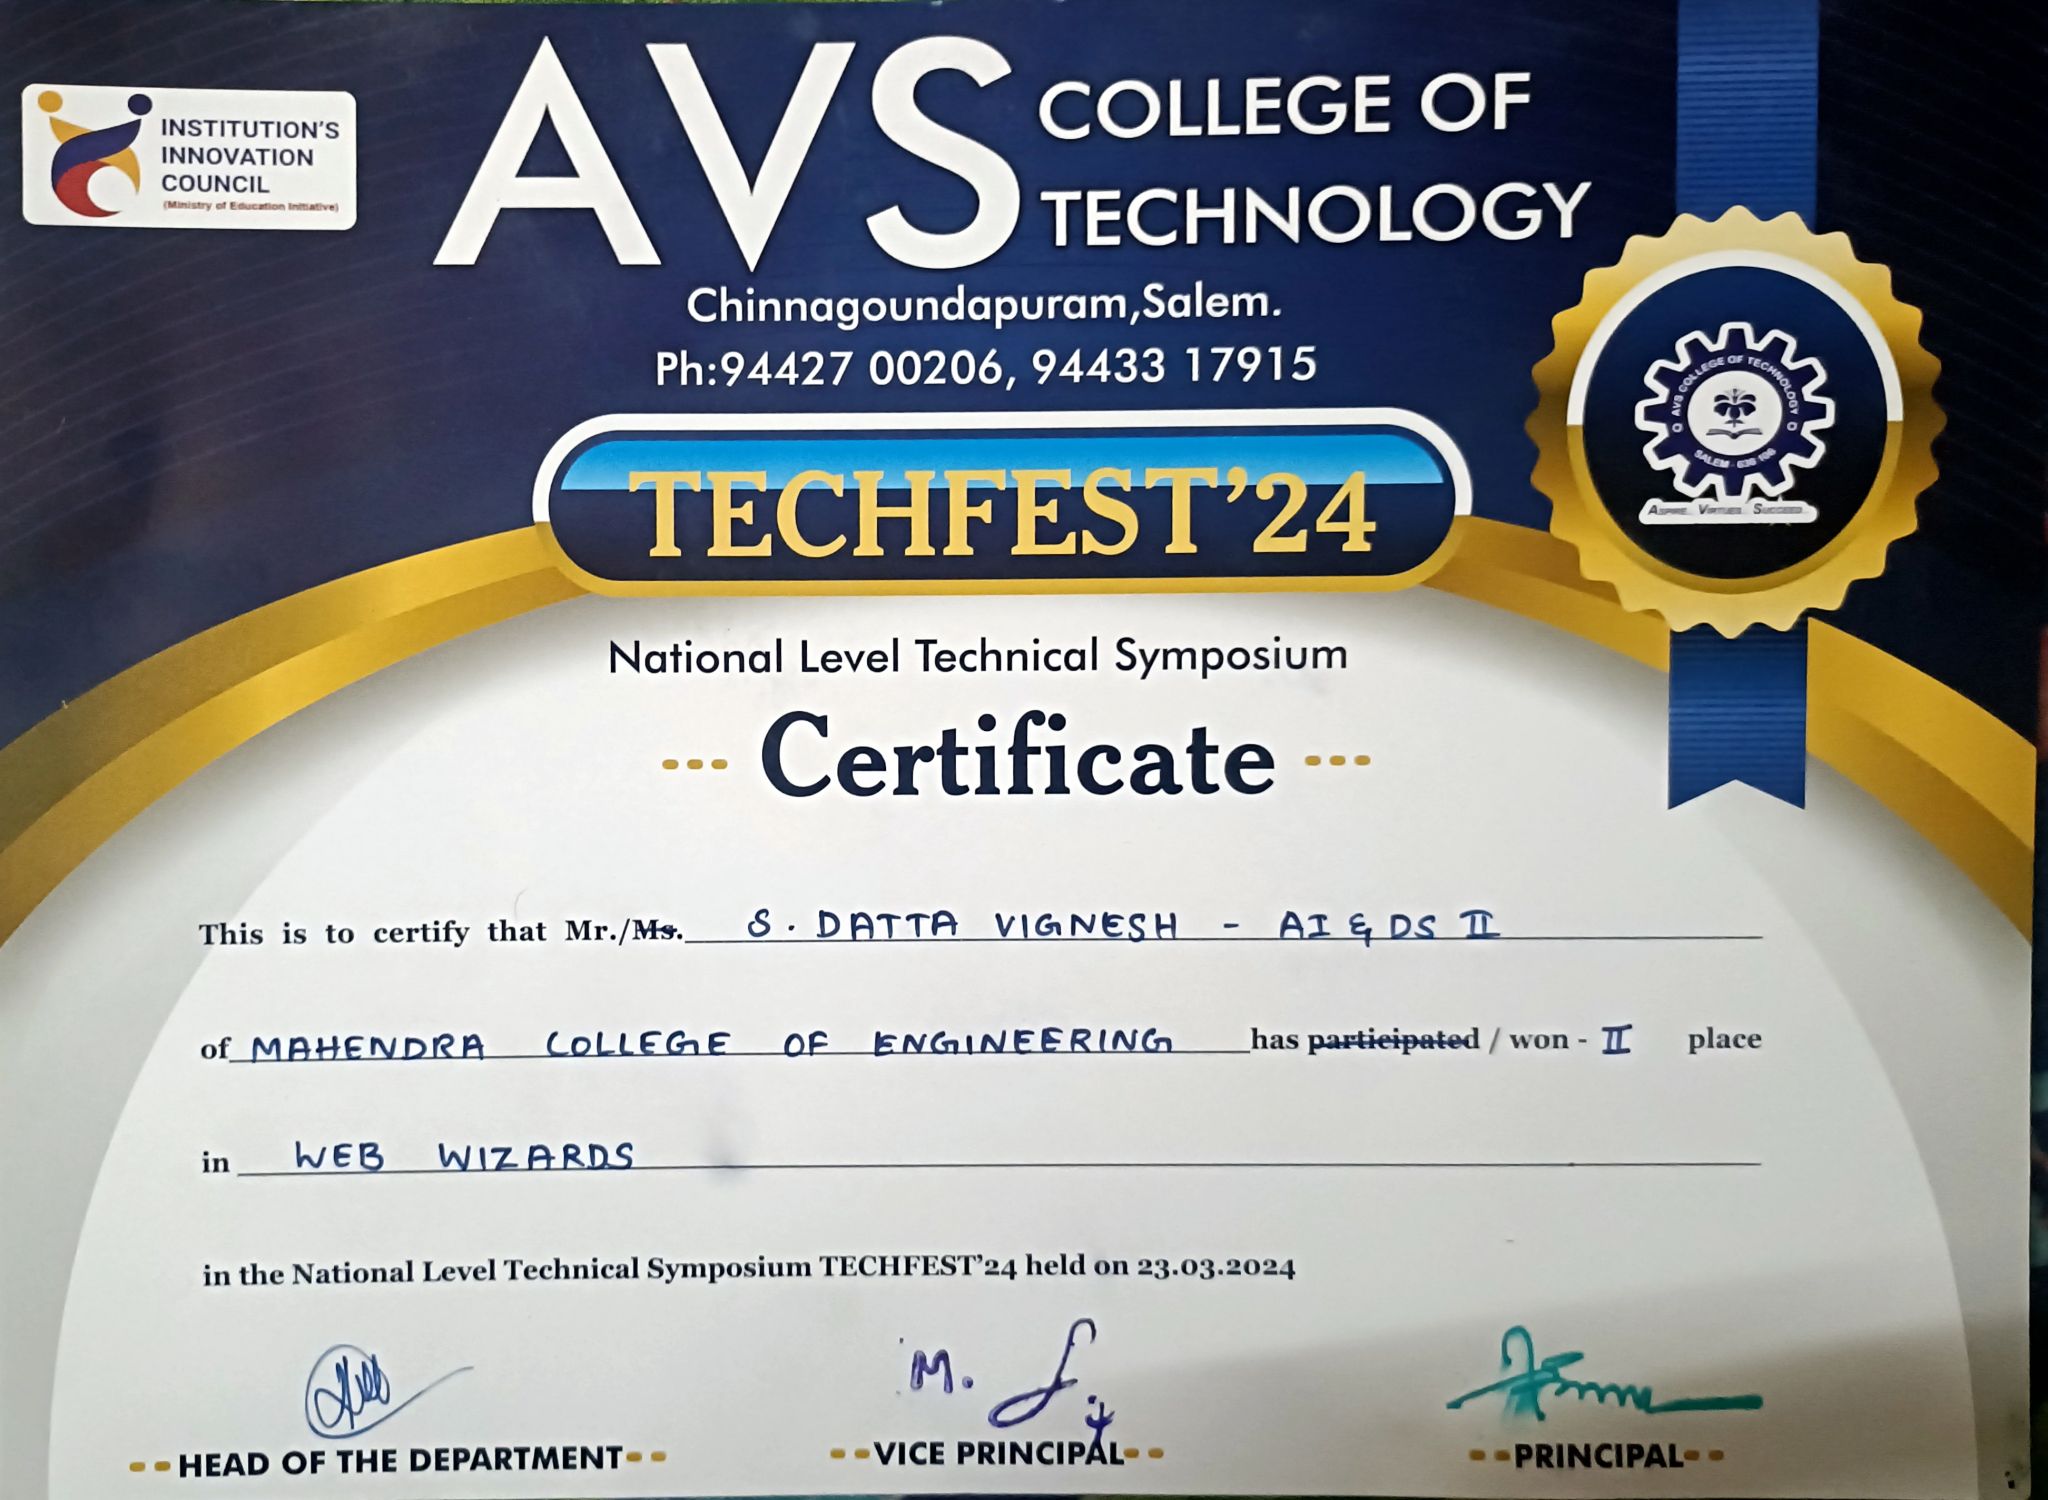 INSTITUTION'S
INNOVATION
COUNCIL
(Ministry of Education Initiative)
AVS COLLEGE OF
TECHNOLOGY
Chinnagoundapuram,Salem.
Ph:94427 00206, 94433 17915
AVS COLLEGE OF TECHNOLOGY
SALEM - 636 106
ASPIRE VIRTUES SUCCEED
TECHFEST'24
National Level Technical Symposium
Certificate
This is to certify that Mr./Ms. S. DATTA VIGNESH - AI & DS II
of MAHENDRA COLLEGE OF ENGINEERING has participated / won - II place
in WEB WIZARDS
in the National Level Technical Symposium TECHFEST'24 held on 23.03.2024
HEAD OF THE DEPARTMENT VICE PRINCIPAL PRINCIPAL